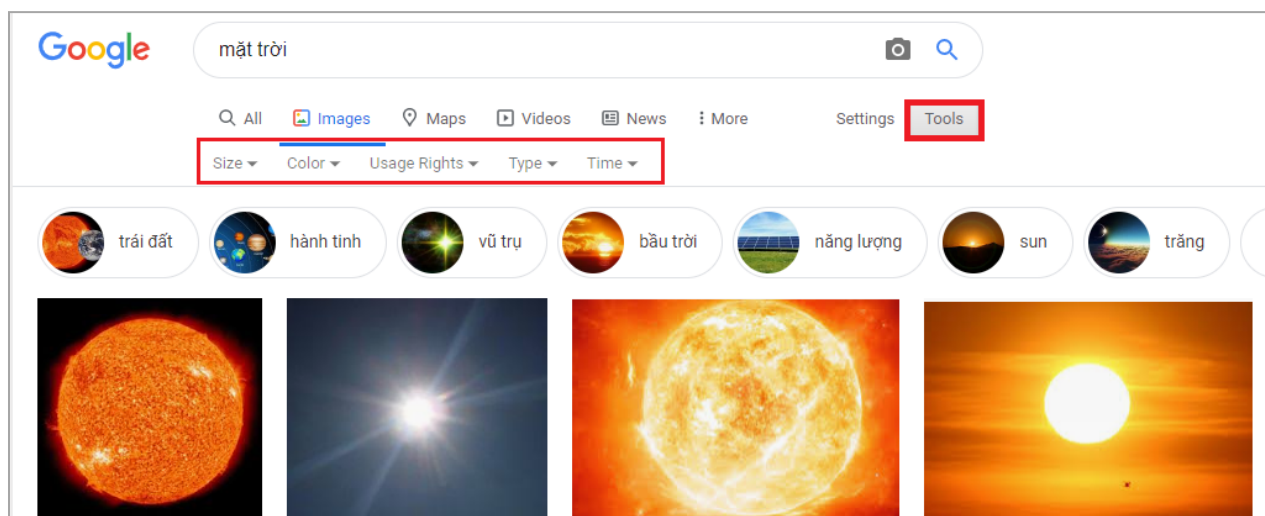 Google
mặt trời
All Images Maps Videos News More Settings Tools
Size Color Usage Rights Type Time
trái đất hành tinh vũ trụ bầu trời năng lượng sun trăng